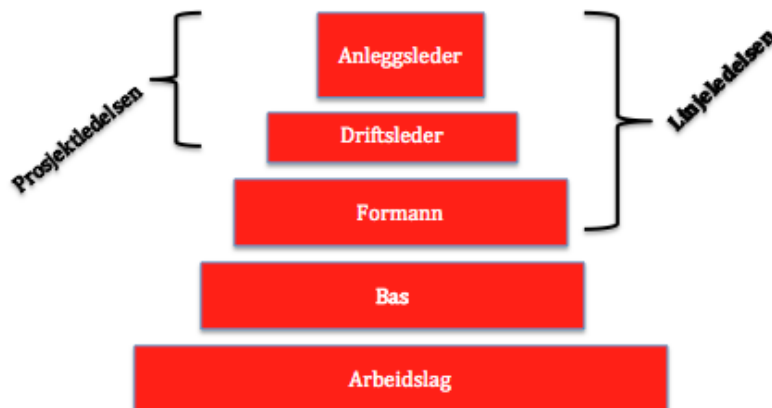 Anleggsleder
Prosjektledelsen
Linjeledelsen
Driftsleder
Formann
Bas
Arbeidslag